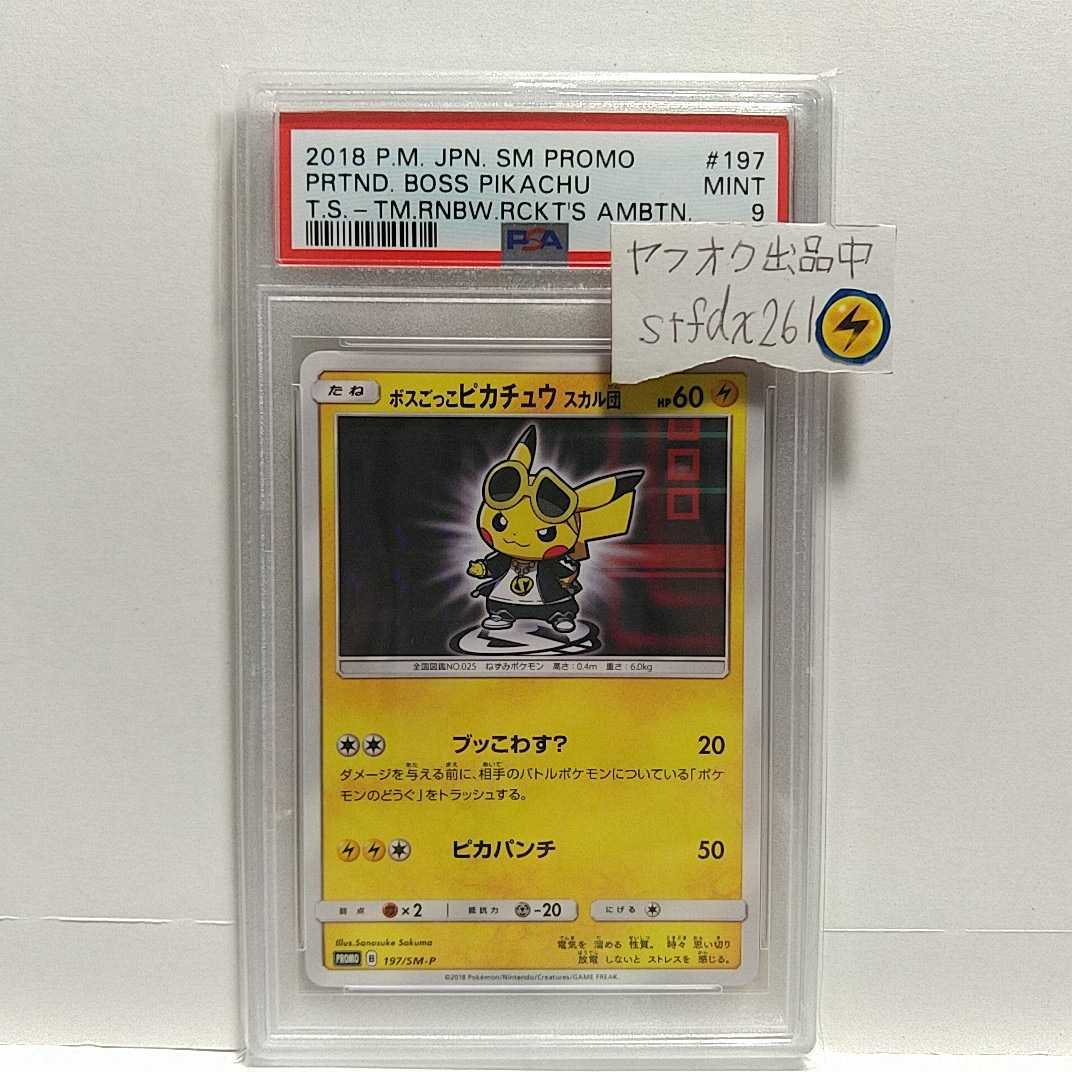 2018 P.M. JPN. SM PROMO #197
PRTND. BOSS PIKACHU MINT
T.S. - TM.RNBW.RCKT'S AMBTN. 9
PSA
ヤフオク出品中
stfdx261
たね ボスごっこピカチュウ スカル団 HP60
全国図鑑NO.025 ねずみポケモン 高さ:0.4m 重さ:6.0kg
ブッこわす? 20
ダメージを与える前に、相手のバトルポケモンについている「ポケ
モンのどうぐ」をトラッシュする。
ピカパンチ 50
弱点 ×2 抵抗力 -20 にげる
Illus.Sanosuke Sakuma
電気を 溜める 性質。 時々 思い切り
放電 しないと ストレスを 感じる。
PROMO B 197/SM-P
©2018 Pokémon/Nintendo/Creatures/GAME FREAK.